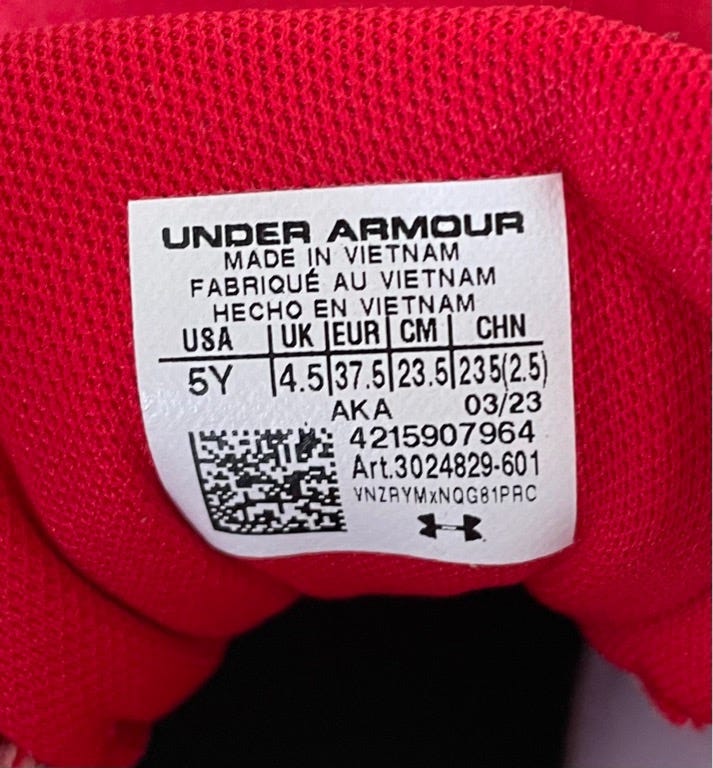 UNDER ARMOUR
MADE IN VIETNAM
FABRIQUÉ AU VIETNAM
HECHO EN VIETNAM
USA UK EUR CM CHN
5Y 4.5 37.5 23.5 235(2.5)
AKA 03/23
4215907964
Art.3024829-601
VNZRYMxNQG81PRC